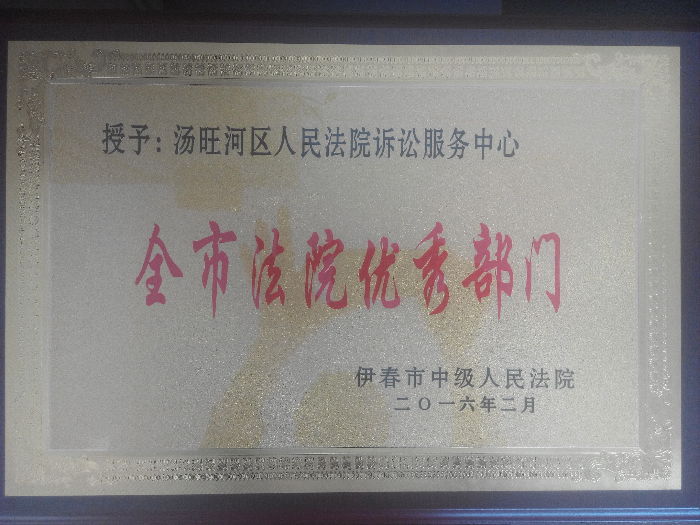 授予：汤旺河区人民法院诉讼服务中心
全市法院优秀部门
伊春市中级人民法院
二〇一六年二月